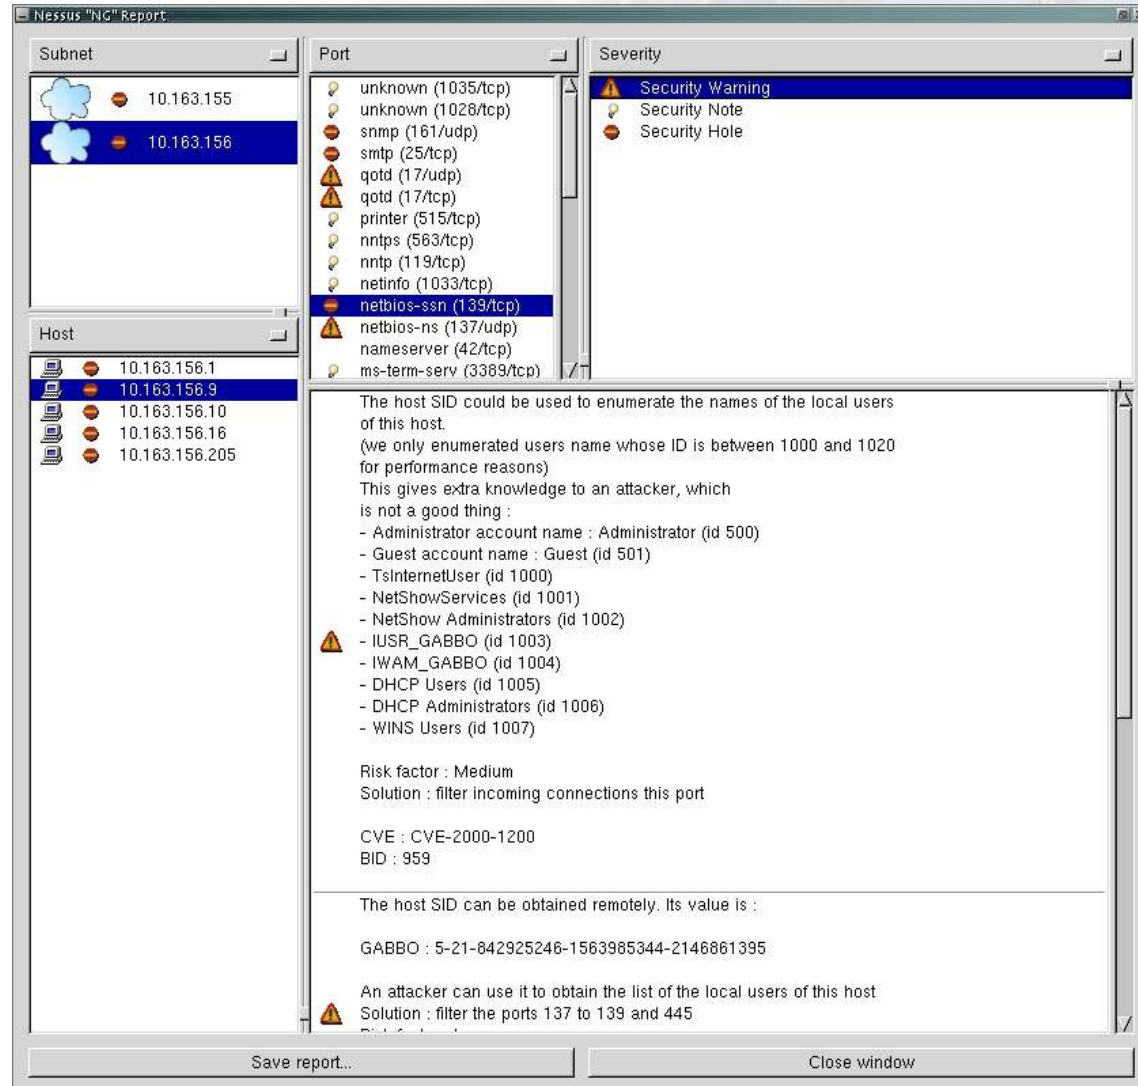 Nessus "NG" Report
Subnet
10.163.155
10.163.156
Port
unknown (1035/tcp)
unknown (1028/tcp)
snmp (161/udp)
smtp (25/tcp)
qotd (17/udp)
qotd (17/tcp)
printer (515/tcp)
nntps (563/tcp)
nntp (119/tcp)
netinfo (1033/tcp)
netbios-ssn (139/tcp)
netbios-ns (137/udp)
nameserver (42/tcp)
ms-term-serv (3389/tcp)
Severity
Security Warning
Security Note
Security Hole
Host
10.163.156.1
10.163.156.9
10.163.156.10
10.163.156.16
10.163.156.205
The host SID could be used to enumerate the names of the local users
of this host.
(we only enumerated users name whose ID is between 1000 and 1020
for performance reasons)
This gives extra knowledge to an attacker, which
is not a good thing :
- Administrator account name : Administrator (id 500)
- Guest account name : Guest (id 501)
- TsInternetUser (id 1000)
- NetShowServices (id 1001)
- NetShow Administrators (id 1002)
- IUSR_GABBO (id 1003)
- IWAM_GABBO (id 1004)
- DHCP Users (id 1005)
- DHCP Administrators (id 1006)
- WINS Users (id 1007)
Risk factor : Medium
Solution : filter incoming connections this port
CVE : CVE-2000-1200
BID : 959
The host SID can be obtained remotely. Its value is :
GABBO : 5-21-842925246-1563985344-2146861395
An attacker can use it to obtain the list of the local users of this host
Solution : filter the ports 137 to 139 and 445
Save report...
Close window